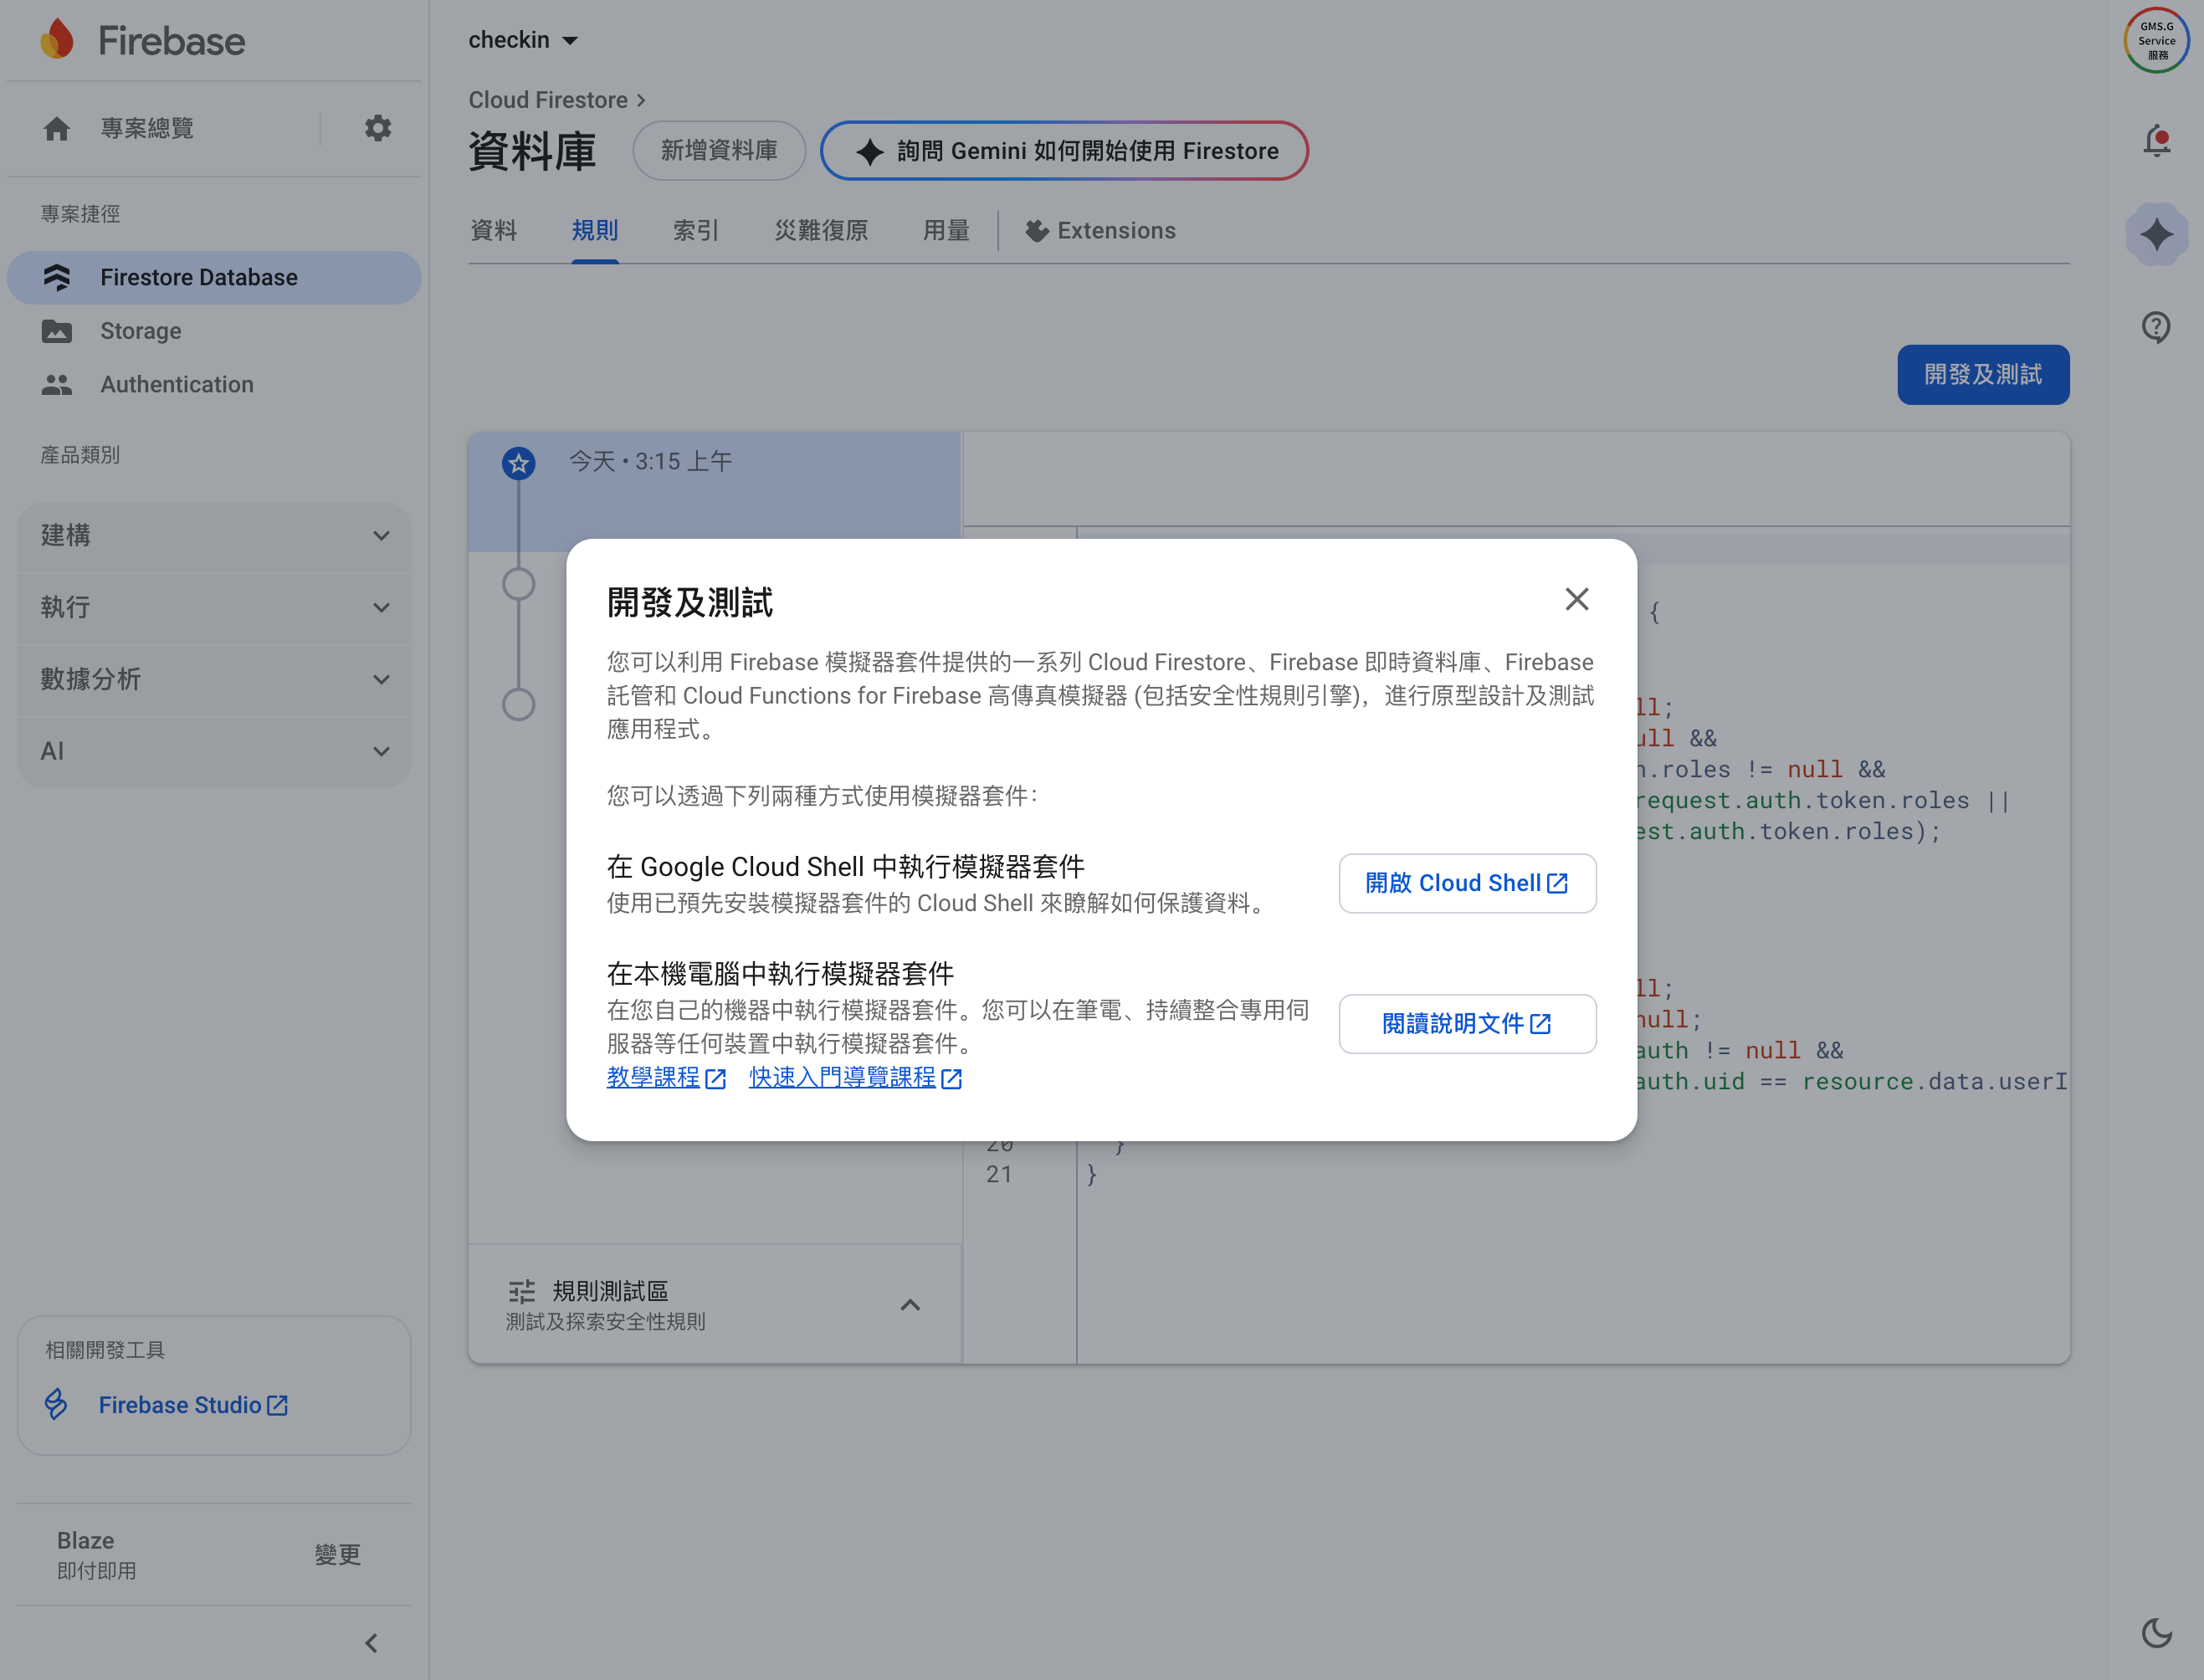 Firebase
專案總覽
專案捷徑
Firestore Database
Storage
Authentication
產品類別
建構
執行
數據分析
AI
相關開發工具
Firebase Studio
Blaze
即付即用
變更
checkin
Cloud Firestore
資料庫
新增資料庫
詢問 Gemini 如何開始使用 Firestore
資料
規則
索引
災難復原
用量
Extensions
GMS.G
Service
服務
開發及測試
今天 • 3:15 上午
開發及測試
您可以利用 Firebase 模擬器套件提供的一系列 Cloud Firestore、Firebase 即時資料庫、Firebase
託管和 Cloud Functions for Firebase 高傳真模擬器 (包括安全性規則引擎)，進行原型設計及測試
應用程式。
您可以透過下列兩種方式使用模擬器套件：
在 Google Cloud Shell 中執行模擬器套件
使用已預先安裝模擬器套件的 Cloud Shell 來瞭解如何保護資料。
開啟 Cloud Shell
在本機電腦中執行模擬器套件
在您自己的機器中執行模擬器套件。您可以在筆電、持續整合專用伺
服器等任何裝置中執行模擬器套件。
閱讀說明文件
教學課程 快速入門導覽課程
{
ll;
ull &&
n.roles != null &&
request.auth.token.roles ||
est.auth.token.roles);
ll;
null;
auth != null &&
auth.uid == resource.data.userI
20 }
21 }
規則測試區
測試及探索安全性規則